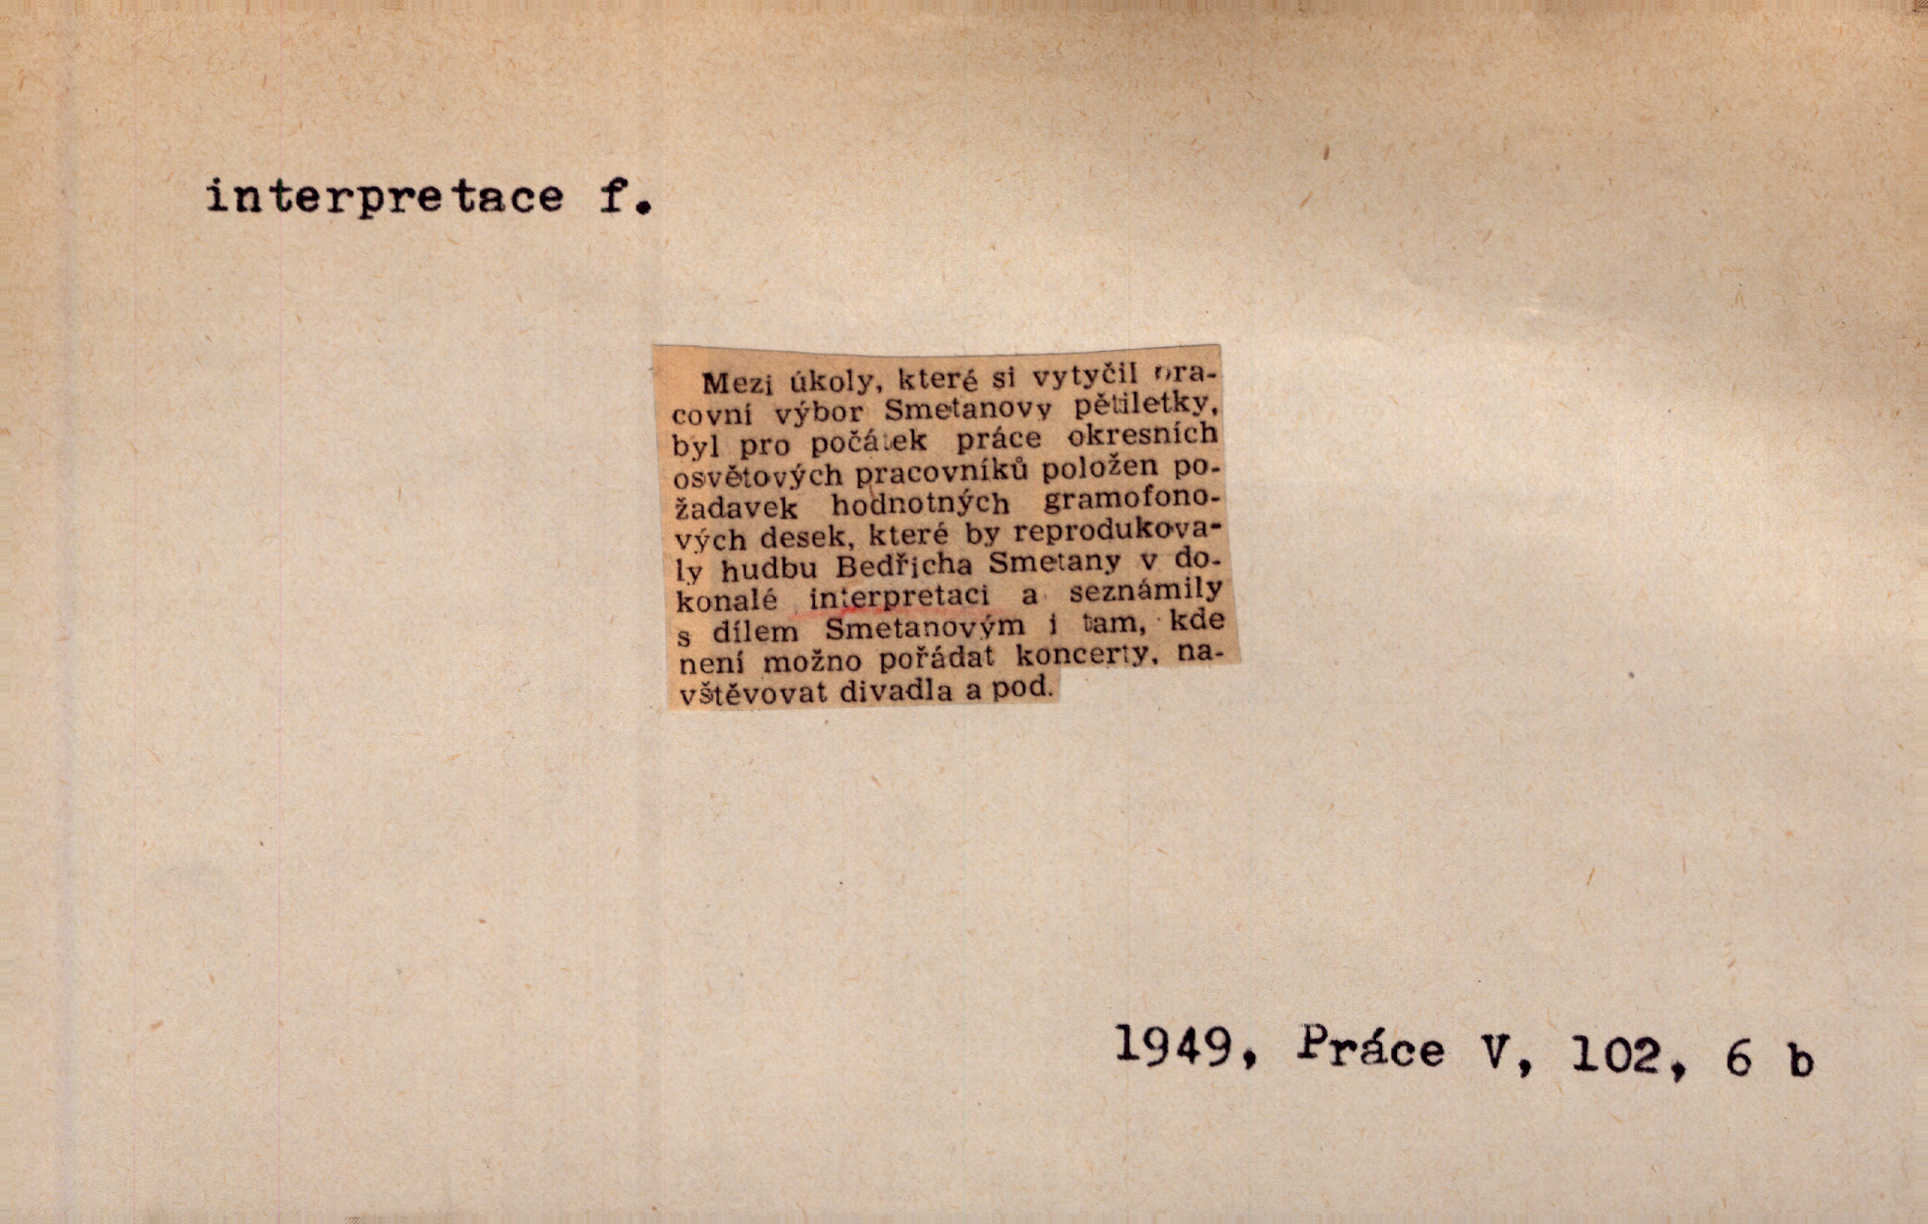 interpretace f.
Mezi úkoly, které si vytyčil pra-
covní výbor Smetanovy pětiletky,
byl pro počátek práce okresních
osvětových pracovníků položen po-
žadavek hodnotných gramofono-
vých desek, které by reprodukova-
ly hudbu Bedřicha Smetany v do-
konalé interpretaci a seznámily
s dílem Smetanovým i tam, kde
není možno pořádat koncerty, na-
vštěvovat divadla a pod.
1949, Práce V, 102, 6 b